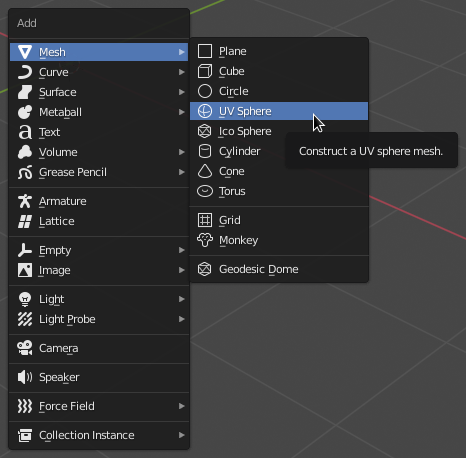 Add
Mesh
Curve
Surface
Metaball
Text
Volume
Grease Pencil
Armature
Lattice
Empty
Image
Light
Light Probe
Camera
Speaker
Force Field
Collection Instance
Plane
Cube
Circle
UV Sphere
Ico Sphere
Cylinder
Cone
Torus
Grid
Monkey
Geodesic Dome
Construct a UV sphere mesh.